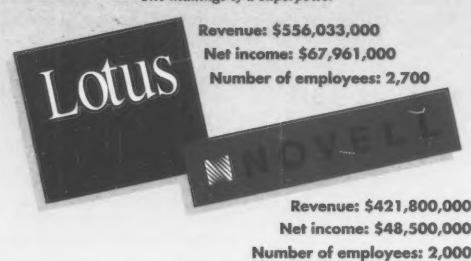 Revenue: $556,033,000
Net income: $67,961,000
Number of employees: 2,700
Lotus
NOVELL
Revenue: $421,800,000
Net income: $48,500,000
Number of employees: 2,000